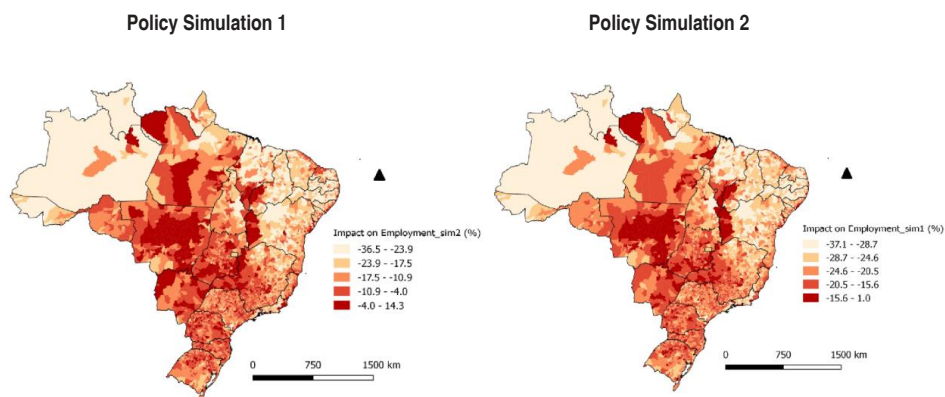 Policy Simulation 1
Policy Simulation 2
Impact on Employment_sim2 (%)
-36.5 - -23.9
-23.9 - -17.5
-17.5 - -10.9
-10.9 - -4.0
-4.0 - 14.3
0 750 1500 km
Impact on Employment_sim1 (%)
-37.1 - -28.7
-28.7 - -24.6
-24.6 - -20.5
-20.5 - -15.6
-15.6 - 1.0
0 750 1500 km